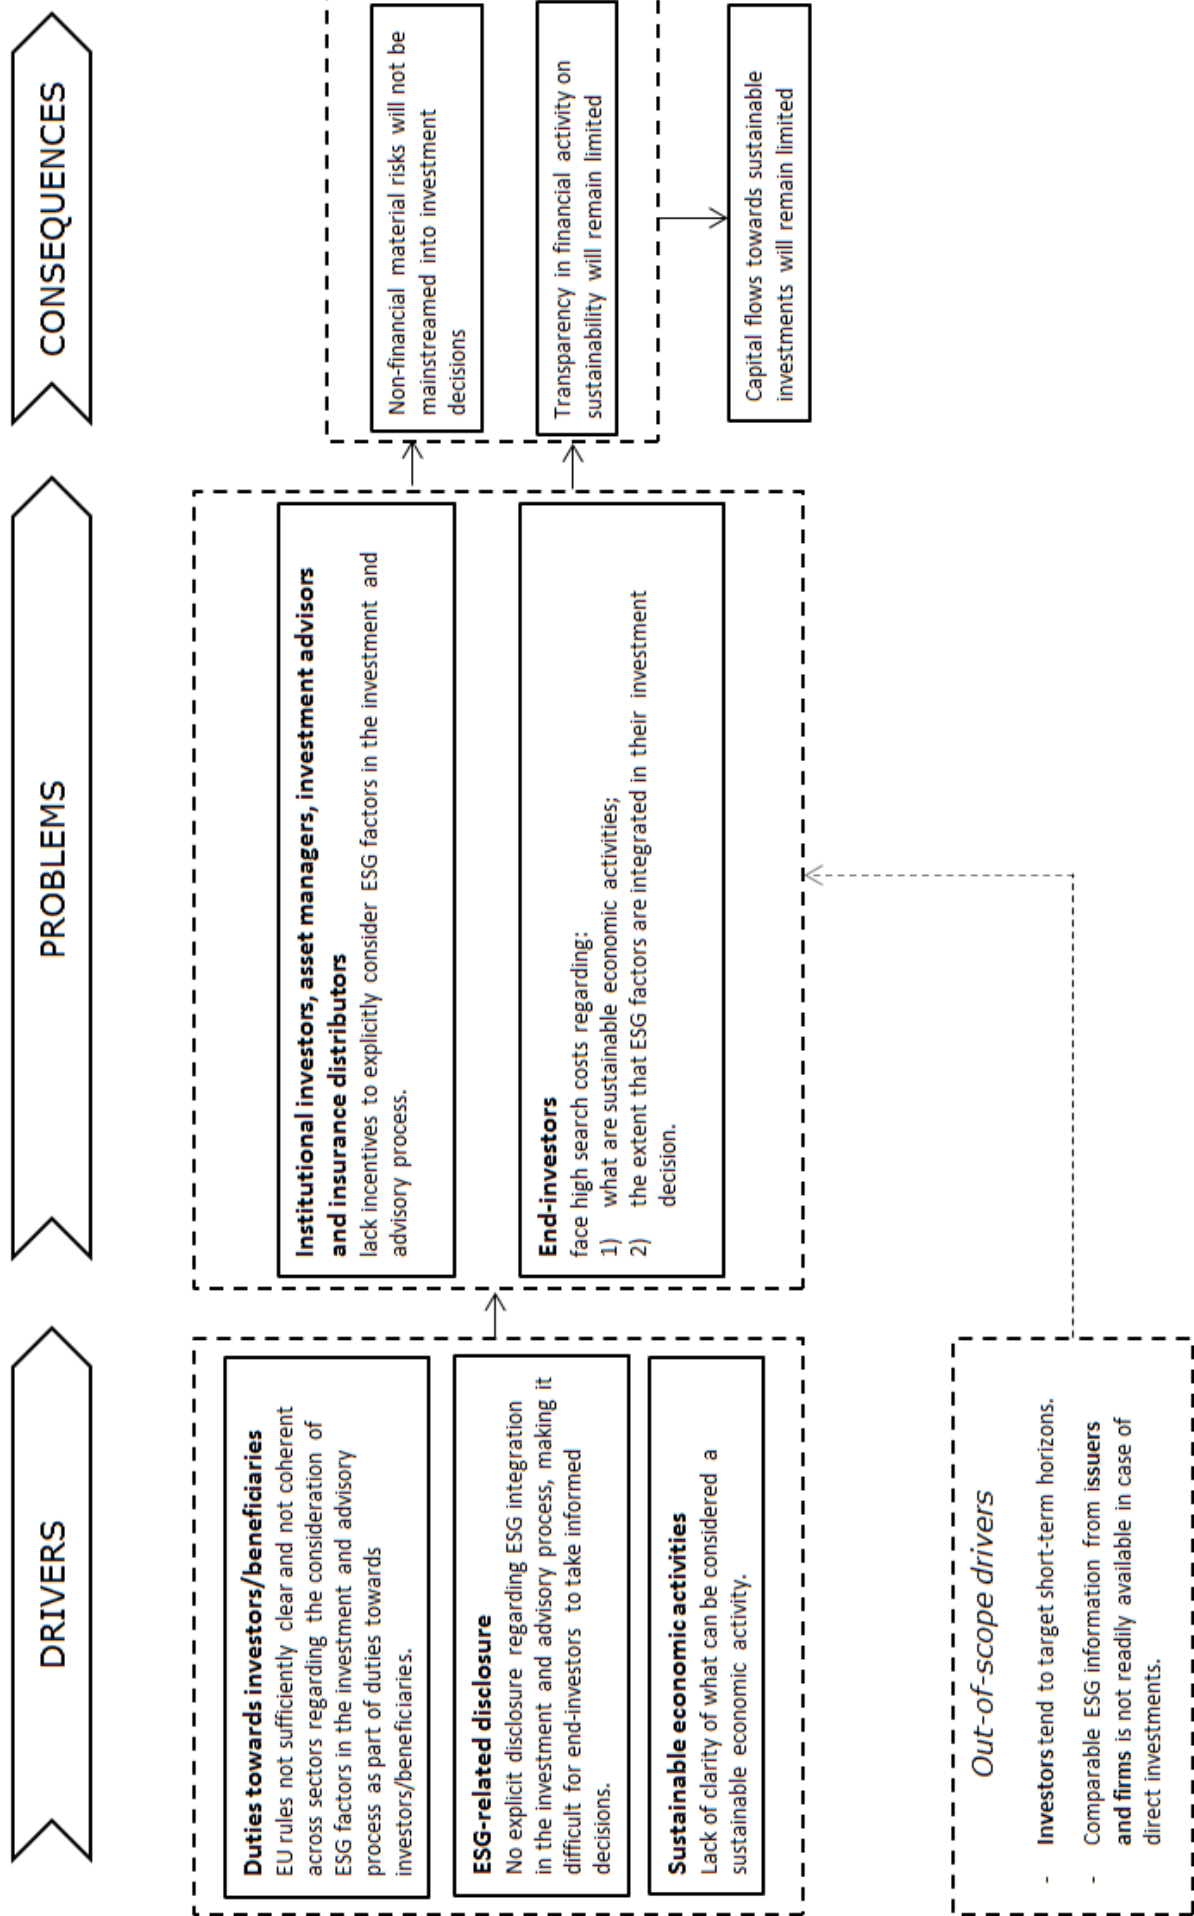 DRIVERS
PROBLEMS
CONSEQUENCES
Duties towards investors/beneficiaries
EU rules not sufficiently clear and not coherent
across sectors regarding the consideration of
ESG factors in the investment and advisory
process as part of duties towards
investors/beneficiaries.
ESG-related disclosure
No explicit disclosure regarding ESG integration
in the investment and advisory process, making it
difficult for end-investors to take informed
decisions.
Sustainable economic activities
Lack of clarity of what can be considered a
sustainable economic activity.
Institutional investors, asset managers, investment advisors
and insurance distributors
lack incentives to explicitly consider ESG factors in the investment and
advisory process.
End-investors
face high search costs regarding:
1) what are sustainable economic activities;
2) the extent that ESG factors are integrated in their investment
decision.
Non-financial material risks will not be
mainstreamed into investment
decisions
Transparency in financial activity on
sustainability will remain limited
Capital flows towards sustainable
investments will remain limited
Out-of-scope drivers
- Investors tend to target short-term horizons.
- Comparable ESG information from issuers
and firms is not readily available in case of
direct investments.